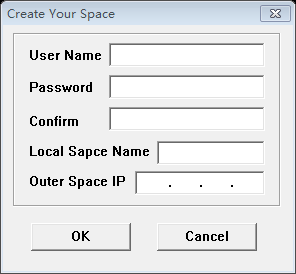 Create Your Space
User Name
Password
Confirm
Local Sapce Name
Outer Space IP . . .
OK Cancel